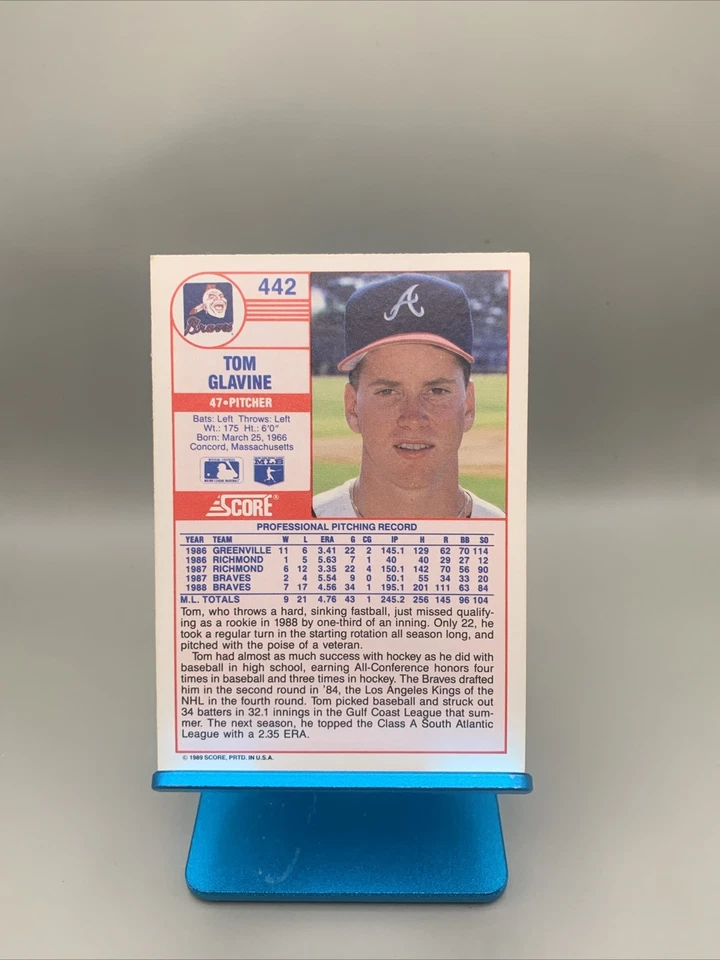 442
Braves
A
TOM
GLAVINE
47•PITCHER
Bats: Left Throws: Left
Wt.: 175 Ht.: 6'0"
Born: March 25, 1966
Concord, Massachusetts
MAJOR LEAGUE BASEBALL
MLS
SCORE®
PROFESSIONAL PITCHING RECORD
YEAR TEAM W L ERA G CG IP H R BB SO
1986 GREENVILLE 11 6 3.41 22 2 145.1 129 62 70 114
1986 RICHMOND 1 5 5.63 7 1 40 40 29 27 12
1987 RICHMOND 6 12 3.35 22 4 150.1 142 70 56 90
1987 BRAVES 2 4 5.54 9 0 50.1 55 34 33 20
1988 BRAVES 7 17 4.56 34 1 195.1 201 111 63 84
M.L. TOTALS 9 21 4.76 43 1 245.2 256 145 96 104
Tom, who throws a hard, sinking fastball, just missed qualify-
ing as a rookie in 1988 by one-third of an inning. Only 22, he
took a regular turn in the starting rotation all season long, and
pitched with the poise of a veteran.
Tom had almost as much success with hockey as he did with
baseball in high school, earning All-Conference honors four
times in baseball and three times in hockey. The Braves drafted
him in the second round in '84, the Los Angeles Kings of the
NHL in the fourth round. Tom picked baseball and struck out
34 batters in 32.1 innings in the Gulf Coast League that sum-
mer. The next season, he topped the Class A South Atlantic
League with a 2.35 ERA.
© 1989 SCORE, PRTD. IN U.S.A.